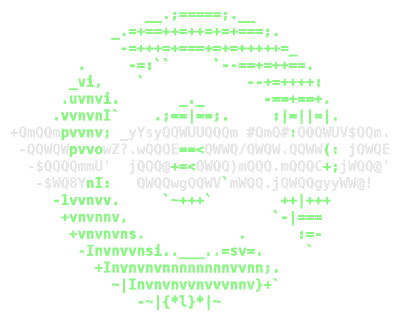 __.;=====;.__
_.=+==++=++=+=+===;.
-=+++=+===+=+=+++++=_
. -=:`` `--==+=++==.
_vi, ` --+=++++:
.uvnvi. _._ -==+==+.
.vvnvnI` .;==|==;. :|=||=|.
+QmQQmpvvnv; _yYsyQQWUUQQQm #QmQ#:QQQWUV$QQm.
-QQWQWpvvowZ?.wQQQE==<QWWQ/QWQW.QQWW(: jQWQE
-$QQQQmmU' jQQQ@+=<QWQQ)mQQQ.mQQQC+;jWQQ@'
-$WQ8YnI: QWQQwgQQWV`mWQQ.jQWQQgyyWW@!
-1vvnvv. `~+++` ++|+++
+vnvnnv, `-|===
+vnvnvns. . :=-
-Invnvvnsi..___..=sv=. `
+Invnvnvnnnnnnnnvvnn;.
~|Invnvnvvnvvvnnv}+`
-~|{*l}*|~